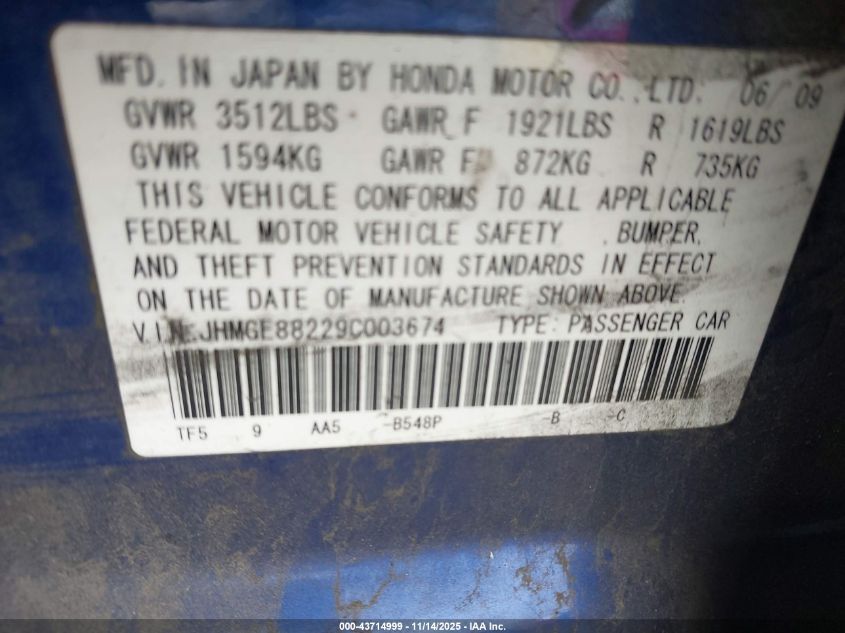 MFD. IN JAPAN BY HONDA MOTOR CO., LTD. 06/09
GVWR 3512LBS GAWR F 1921LBS R 1619LBS
GVWR 1594KG GAWR F 872KG R 735KG
THIS VEHICLE CONFORMS TO ALL APPLICABLE
FEDERAL MOTOR VEHICLE SAFETY , BUMPER,
AND THEFT PREVENTION STANDARDS IN EFFECT
ON THE DATE OF MANUFACTURE SHOWN ABOVE.
V.I.N.:JHMGE88229C003674 TYPE: PASSENGER CAR
TF5 9 AA5 -B548P -B -C
000-43714999 - 11/14/2025 - IAA Inc.